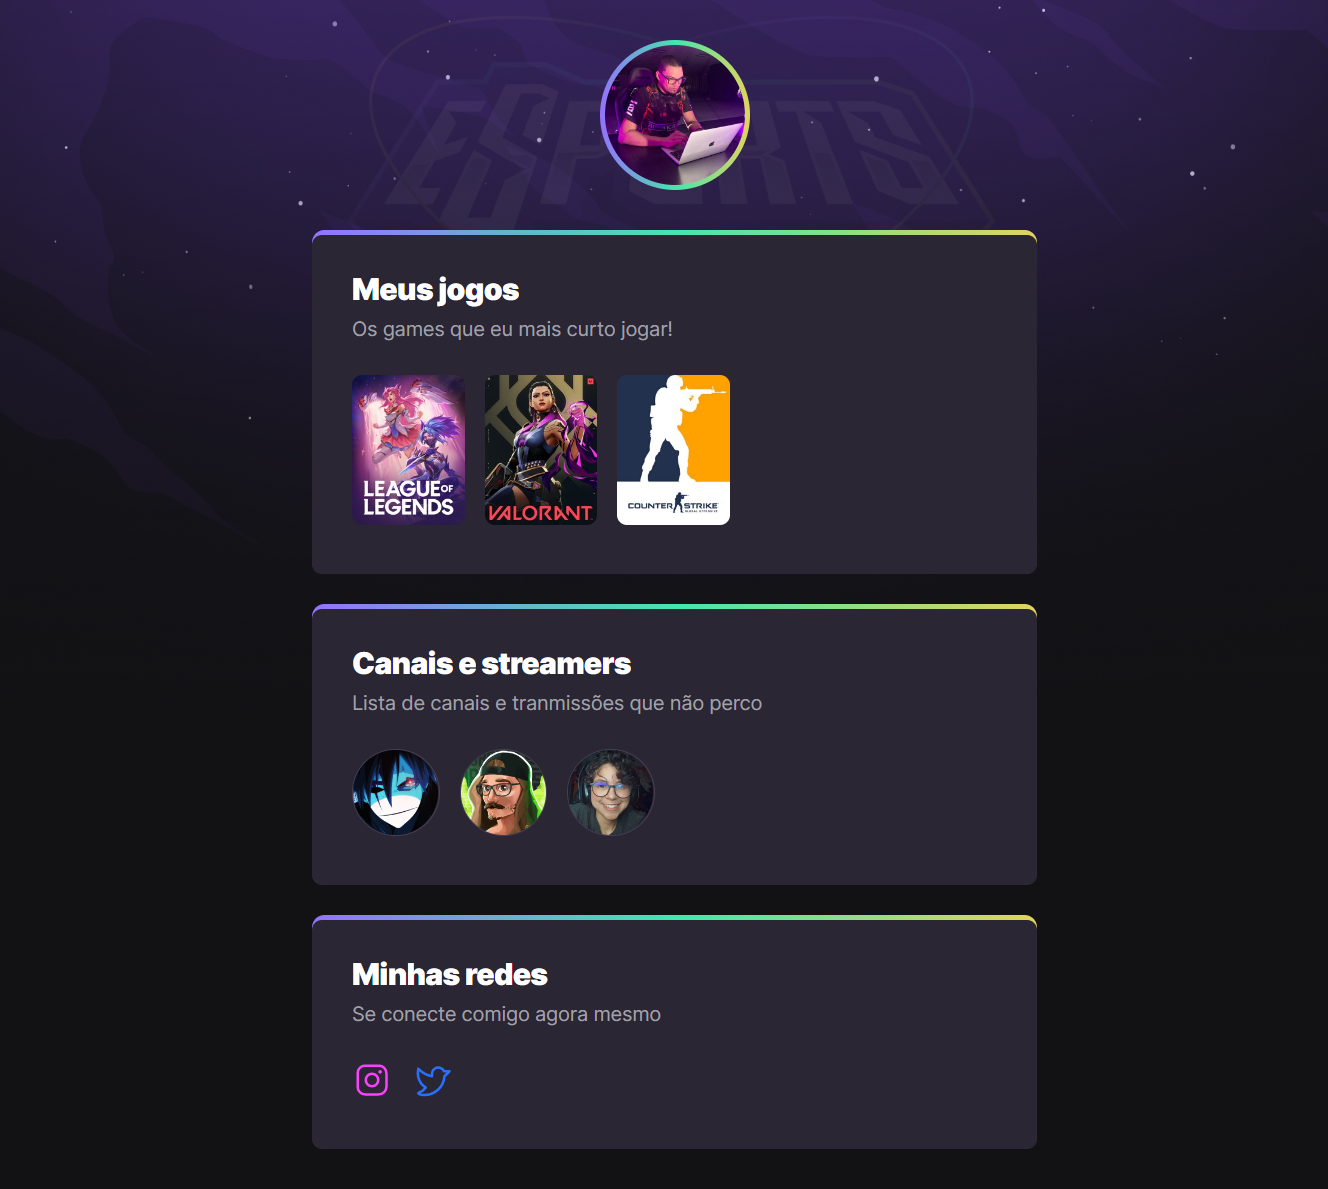 ESPORTS
Meus jogos
Os games que eu mais curto jogar!
LEAGUE OF
LEGENDS
VALORANT
COUNTER STRIKE
Canais e streamers
Lista de canais e tranmissões que não perco
Minhas redes
Se conecte comigo agora mesmo